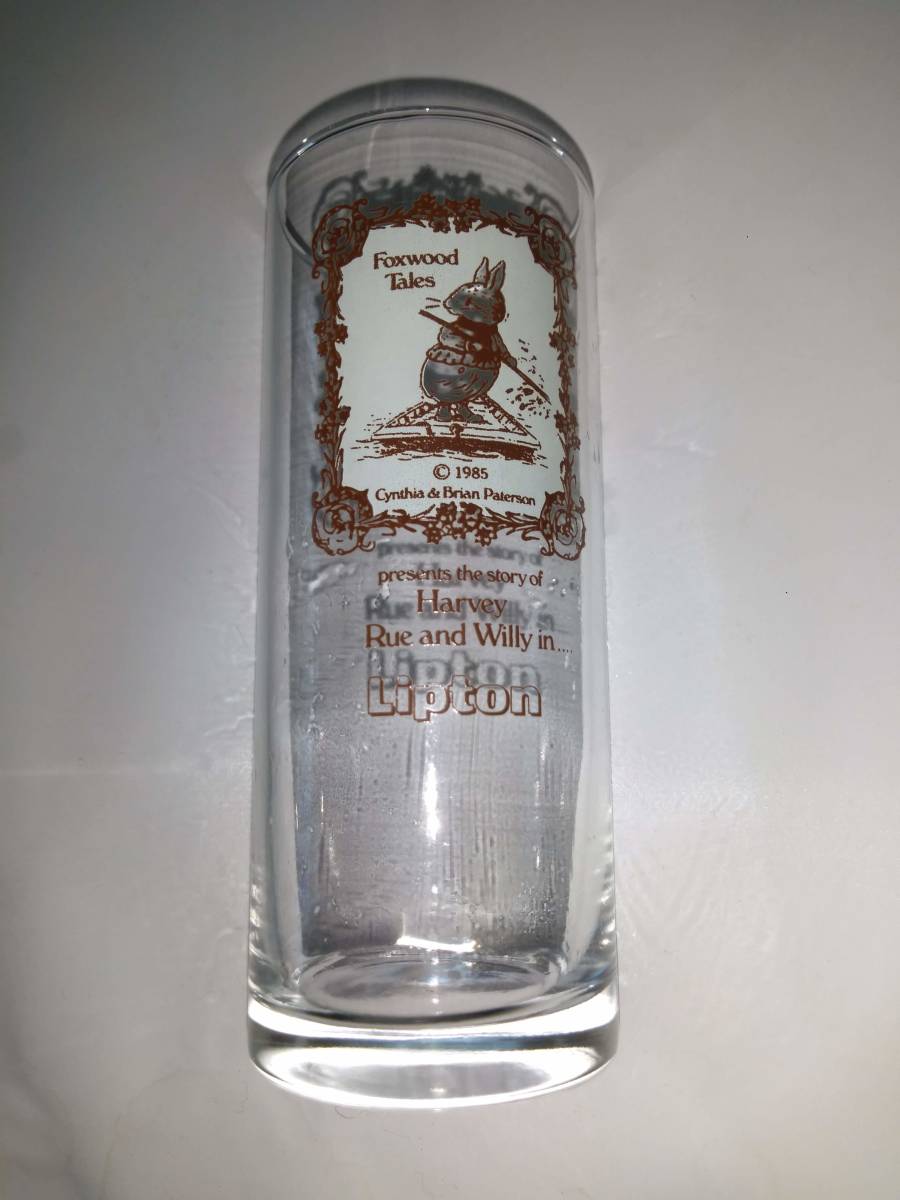 Foxwood
Tales
© 1985
Cynthia & Brian Paterson
presents the story of
Harvey
Rue and Willy in....
Lipton